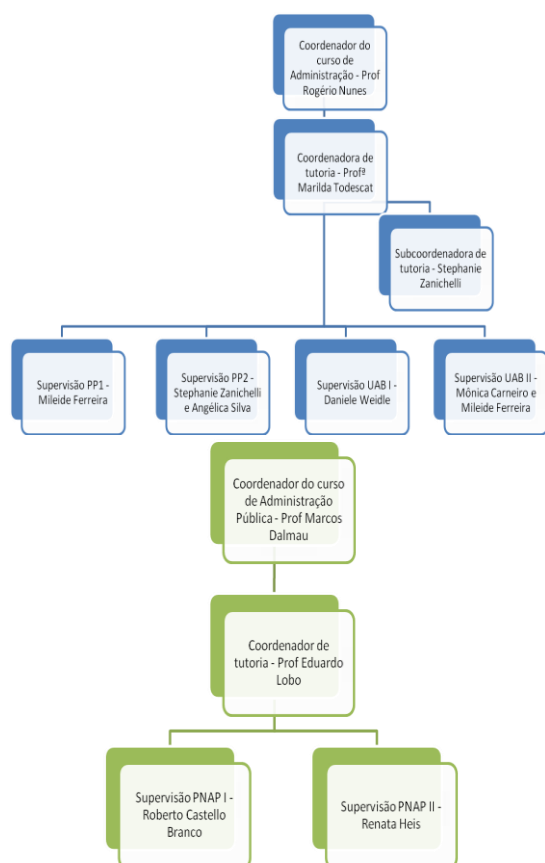 Coordenador do
curso de
Administração - Prof
Rogério Nunes
Coordenadora de
tutoria - Profª
Marilda Todescat
Subcoordenadora de
tutoria - Stephanie
Zanichelli
Supervisão PP1 -
Mileide Ferreira
Supervisão PP2 -
Stephanie Zanichelli
e Angélica Silva
Supervisão UAB I -
Daniele Weidle
Supervisão UAB II -
Mônica Carneiro e
Mileide Ferreira
Coordenador do curso
de Administração
Pública - Prof Marcos
Dalmau
Coordenador de
tutoria - Prof Eduardo
Lobo
Supervisão PNAP I -
Roberto Castello
Branco
Supervisão PNAP II -
Renata Heis